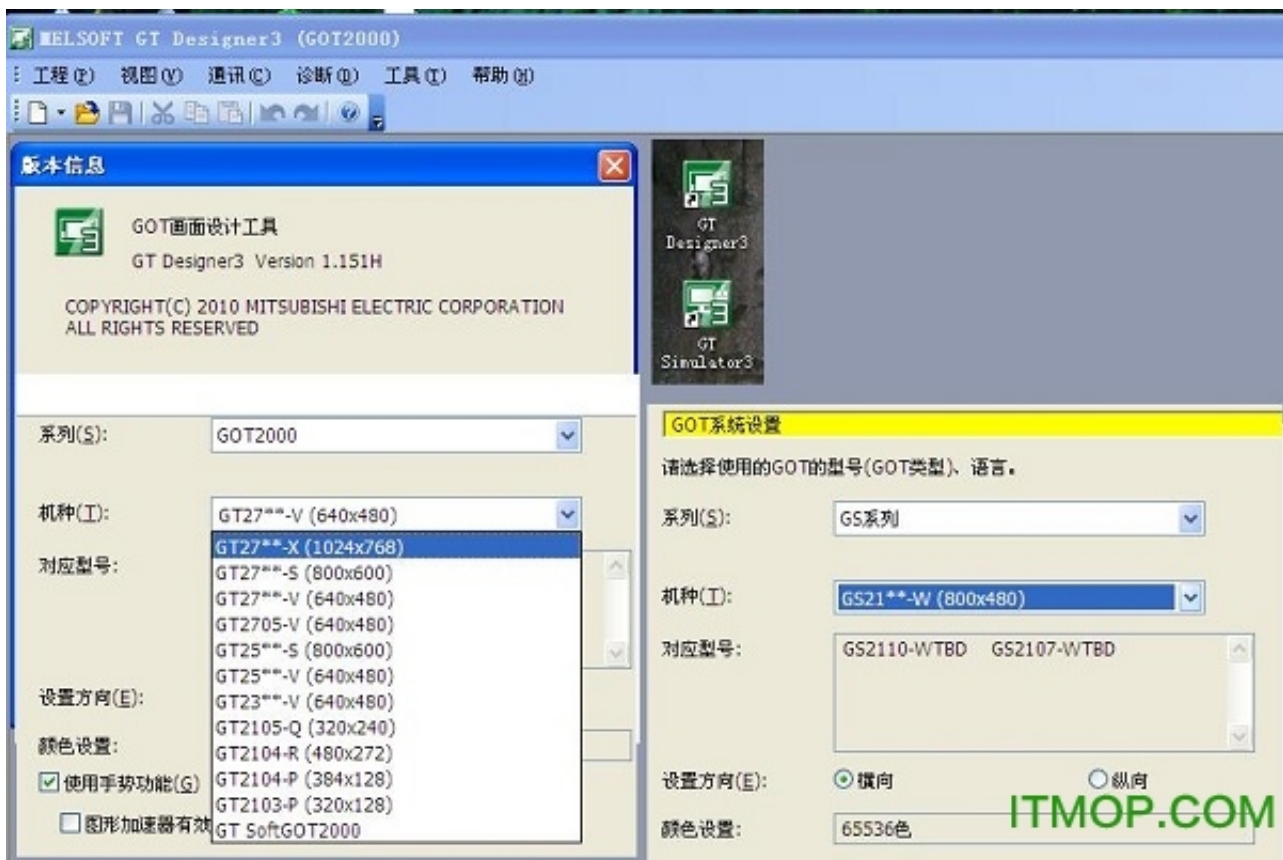 MELSOFT GT Designer3 (GOT2000)
工程(P) 视图(V) 通讯(C) 诊断(D) 工具(T) 帮助(H)
版本信息
GOT画面设计工具
GT Designer3 Version 1.151H
COPYRIGHT(C) 2010 MITSUBISHI ELECTRIC CORPORATION
ALL RIGHTS RESERVED
GT
Designer3
GT
Simulator3
系列(S): GOT2000
机种(T): GT27**-V (640x480)
对应型号:
GT27**-X (1024x768)
GT27**-S (800x600)
GT27**-V (640x480)
GT2705-V (640x480)
GT25**-S (800x600)
GT25**-V (640x480)
GT23**-V (640x480)
GT2105-Q (320x240)
GT2104-R (480x272)
GT2104-P (384x128)
GT2103-P (320x128)
GT SoftGOT2000
设置方向(E):
颜色设置:
使用手势功能(G)
图形加速器有效
GOT系统设置
请选择使用的GOT的型号(GOT类型)、语言。
系列(S): GS系列
机种(T): GS21**-W (800x480)
对应型号: GS2110-WTBD GS2107-WTBD
设置方向(E): 横向 纵向
颜色设置: 65536色
ITMOP.COM